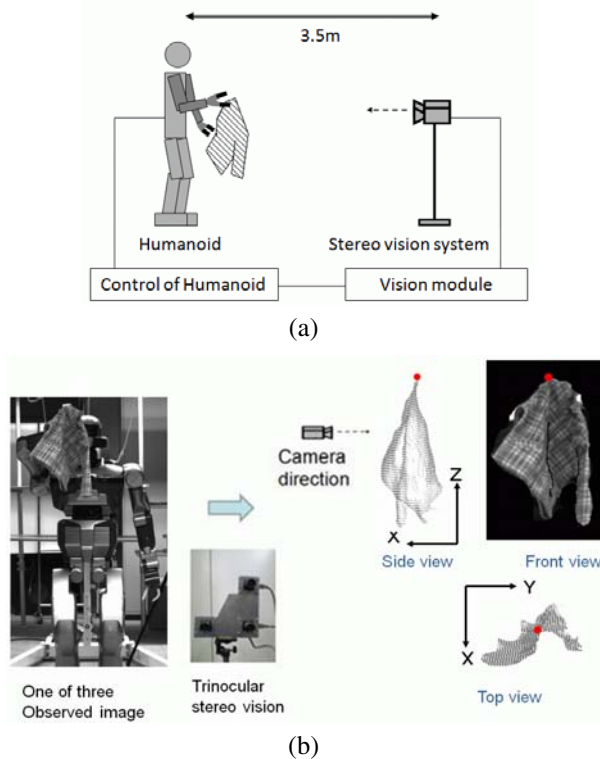 3.5m
Humanoid
Stereo vision system
Control of Humanoid
Vision module
(a)
Camera
direction
Z
X
Side view
Front view
Y
X
Top view
One of three
Observed image
Trinocular
stereo vision
(b)